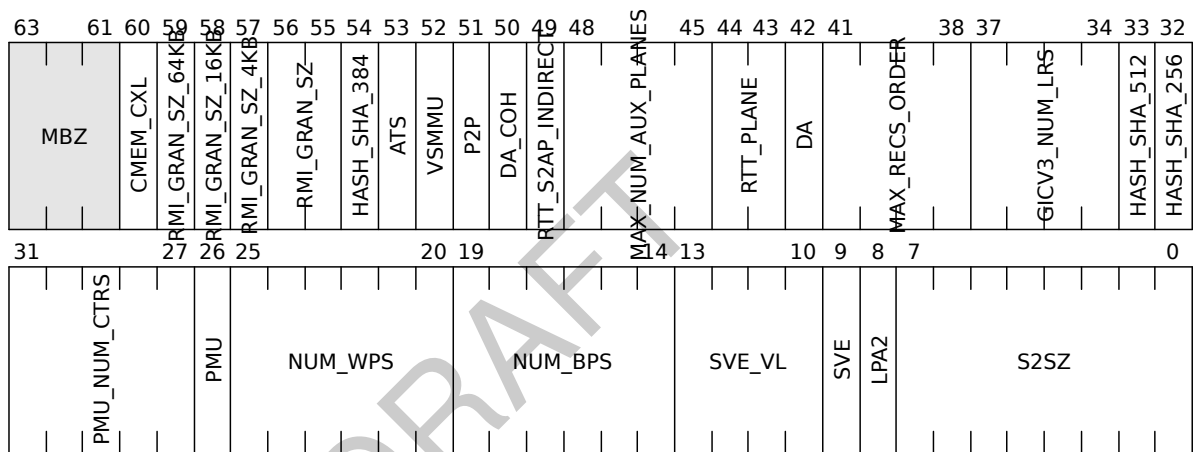 63 61 60 59 58 57 56 55 54 53 52 51 50 49 48 45 44 43 42 41 38 37 34 33 32
MBZ
CMEM_CXL
RMI_GRAN_SZ_64KB
RMI_GRAN_SZ_16KB
RMI_GRAN_SZ_4KB
RMI_GRAN_SZ
HASH_SHA_384
ATS
VSMMU
P2P
DA_COH
RTT_S2AP_INDIRECT
MAX_NUM_AUX_PLANES
RTT_PLANE
DA
MAX_RECS_ORDER
GICV3_NUM_LRS
HASH_SHA_512
HASH_SHA_256
31 27 26 25 20 19 14 13 10 9 8 7 0
PMU_NUM_CTRS
PMU
NUM_WPS
NUM_BPS
SVE_VL
SVE
LPA2
S2SZ
DRAFT